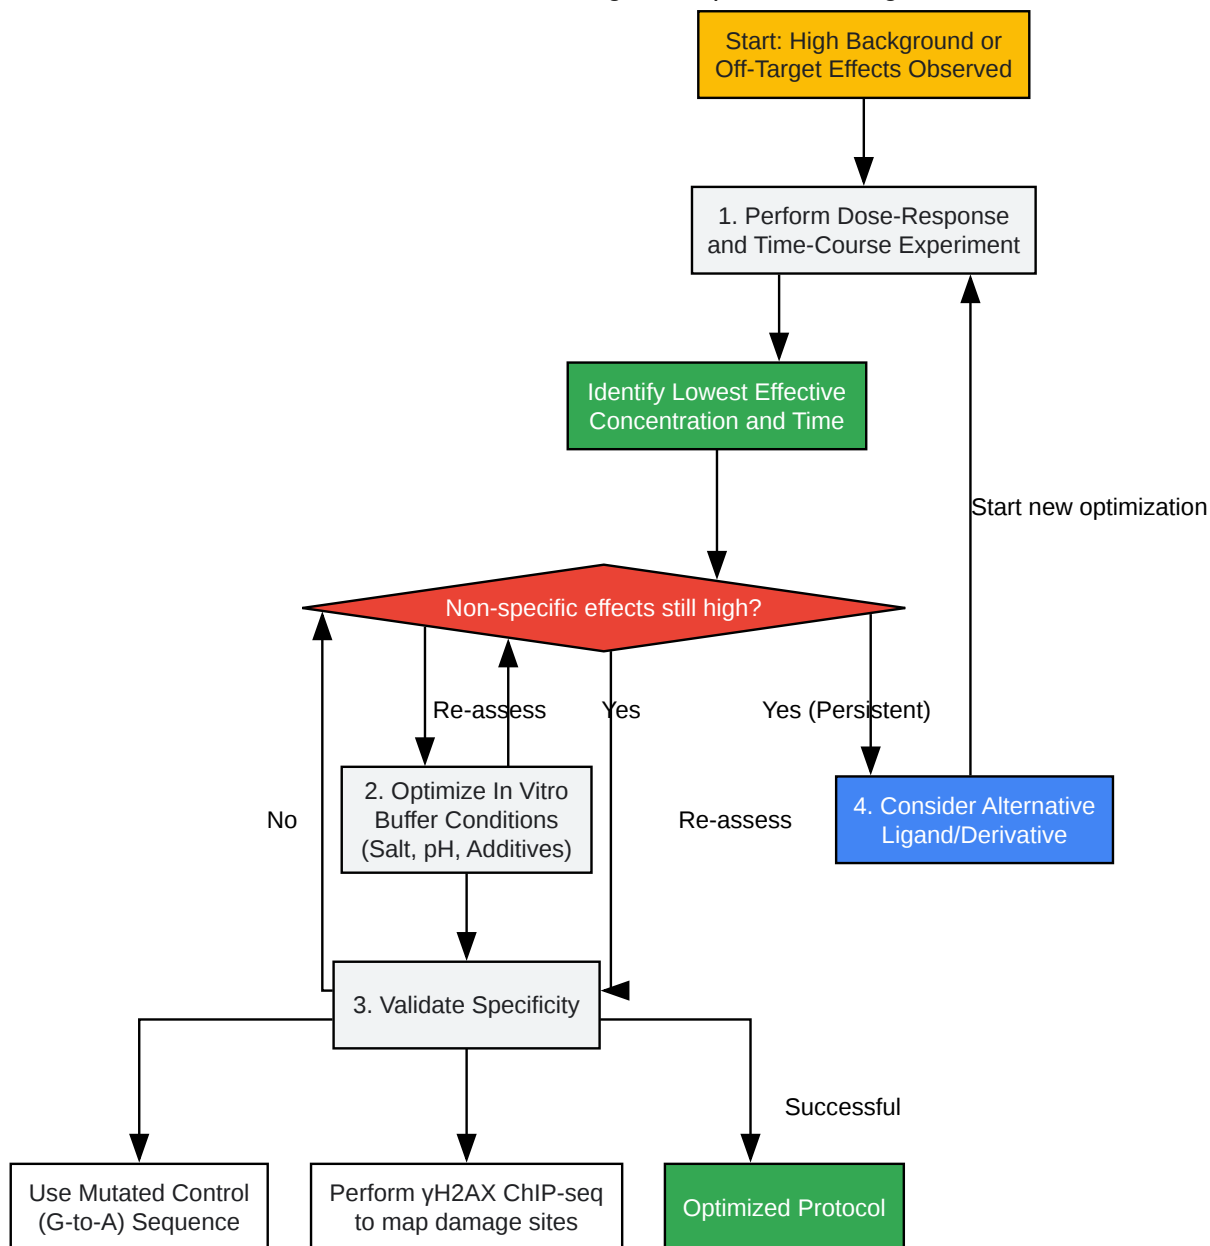 Start: High Background or
Off-Target Effects Observed
1. Perform Dose-Response
and Time-Course Experiment
Identify Lowest Effective
Concentration and Time
Start new optimization
Non-specific effects still high?
Re-assess
Yes
Yes (Persistent)
2. Optimize In Vitro
Buffer Conditions
(Salt, pH, Additives)
No
Re-assess
4. Consider Alternative
Ligand/Derivative
3. Validate Specificity
Successful
Use Mutated Control
(G-to-A) Sequence
Perform γH2AX ChIP-seq
to map damage sites
Optimized Protocol